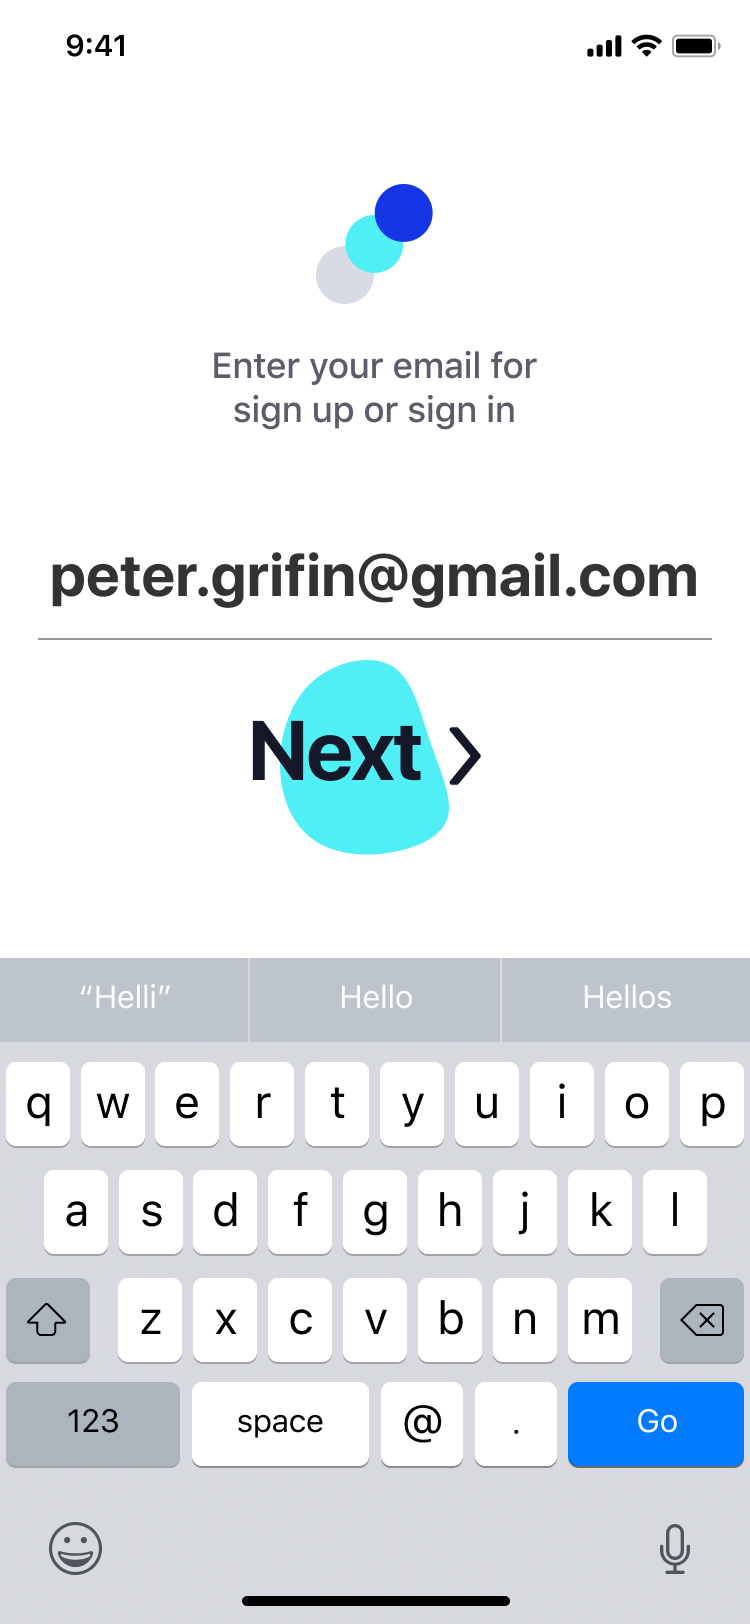 9:41
Enter your email for
sign up or sign in
peter.grifin@gmail.com
Next
“Helli” Hello Hellos
q w e r t y u i o p
a s d f g h j k l
z x c v b n m
123 space @ . Go